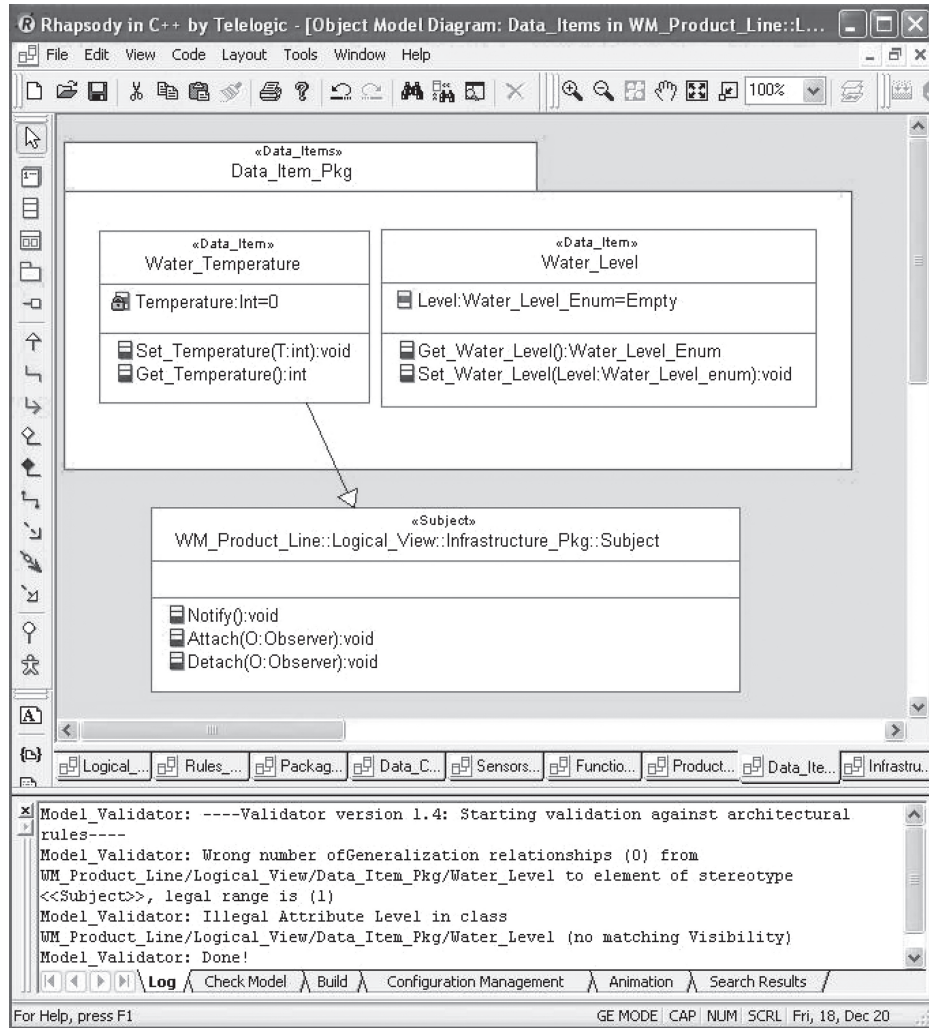 Rhapsody in C++ by Telelogic - [Object Model Diagram: Data_Items in WM_Product_Line::L...
File Edit View Code Layout Tools Window Help
100%
«Data_Items»
Data_Item_Pkg
«Data_Item»
Water_Temperature
Temperature:Int=0
Set_Temperature(T:int):void
Get_Temperature():int
«Data_Item»
Water_Level
Level:Water_Level_Enum=Empty
Get_Water_Level():Water_Level_Enum
Set_Water_Level(Level:Water_Level_enum):void
«Subject»
WM_Product_Line::Logical_View::Infrastructure_Pkg::Subject
Notify():void
Attach(O:Observer):void
Detach(O:Observer):void
Logical_... Rules_... Packag... Data_C... Sensors... Functio... Product... Data_Ite... Infrastru...
Model_Validator: ----Validator version 1.4: Starting validation against architectural
rules----
Model_Validator: Wrong number ofGeneralization relationships (0) from
WM_Product_Line/Logical_View/Data_Item_Pkg/Water_Level to element of stereotype
<<Subject>>, legal range is (1)
Model_Validator: Illegal Attribute Level in class
WM_Product_Line/Logical_View/Data_Item_Pkg/Water_Level (no matching Visibility)
Model_Validator: Done!
Log Check Model Build Configuration Management Animation Search Results
For Help, press F1
GE MODE CAP NUM SCRL Fri, 18, Dec 20